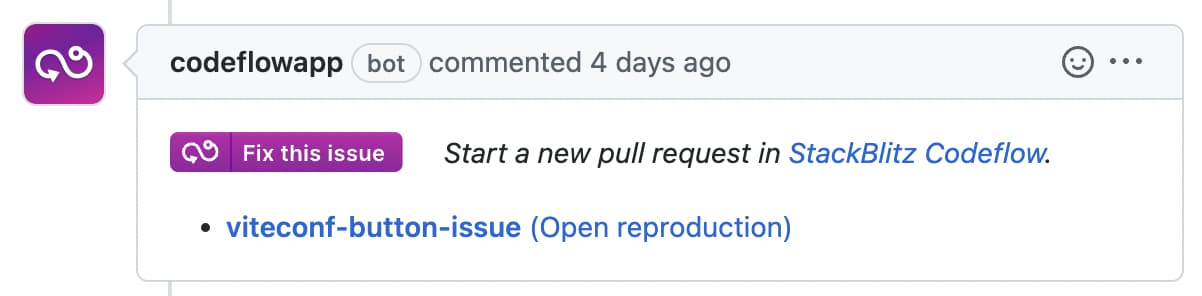 codeflowapp bot commented 4 days ago
Fix this issue Start a new pull request in StackBlitz Codeflow.
• viteconf-button-issue (Open reproduction)